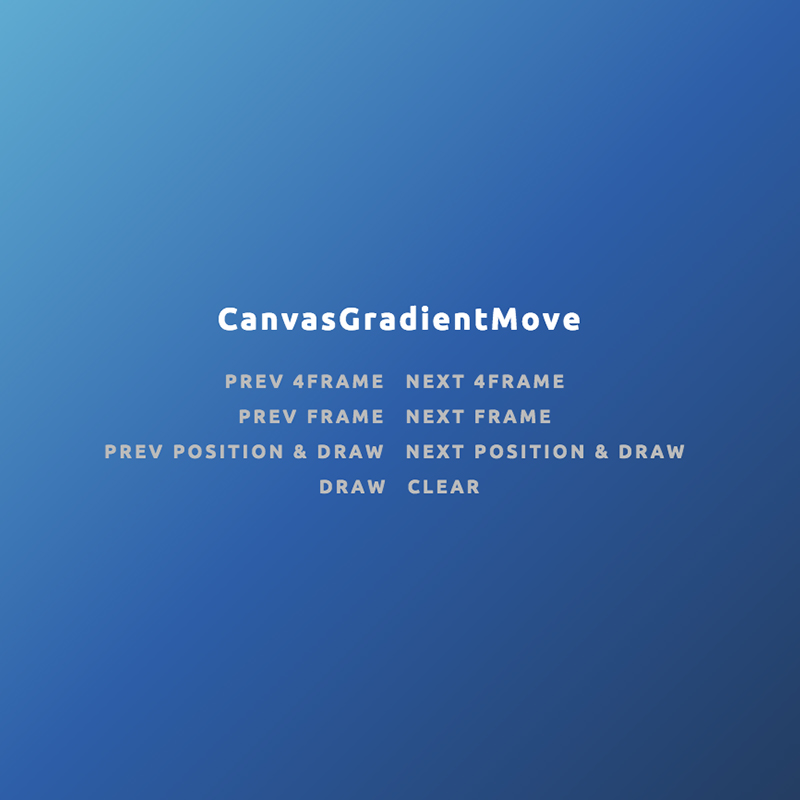 CanvasGradientMove
PREV 4FRAME NEXT 4FRAME
PREV FRAME NEXT FRAME
PREV POSITION & DRAW NEXT POSITION & DRAW
DRAW CLEAR